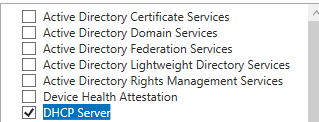 Active Directory Certificate Services
Active Directory Domain Services
Active Directory Federation Services
Active Directory Lightweight Directory Services
Active Directory Rights Management Services
Device Health Attestation
DHCP Server